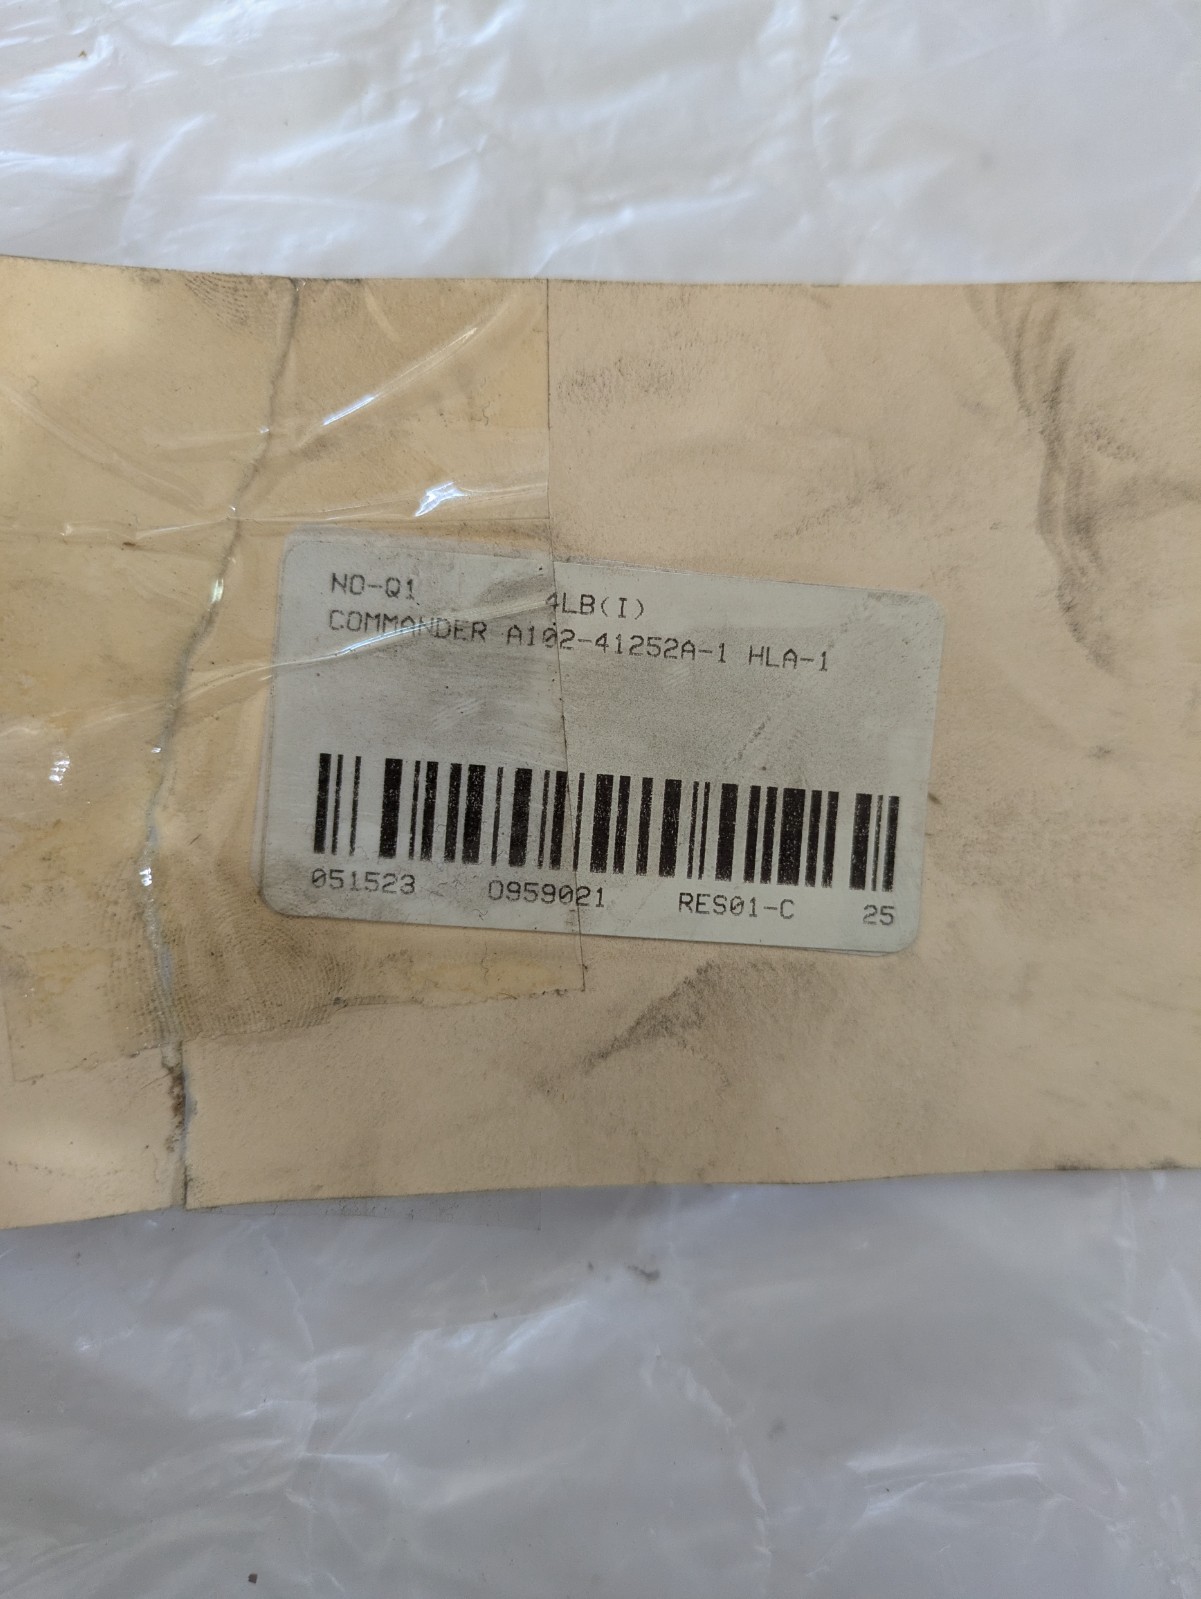 NO-Q1 4LB(I)
COMMANDER A102-41252A-1 HLA-1
051523 0959021 RES01-C 25